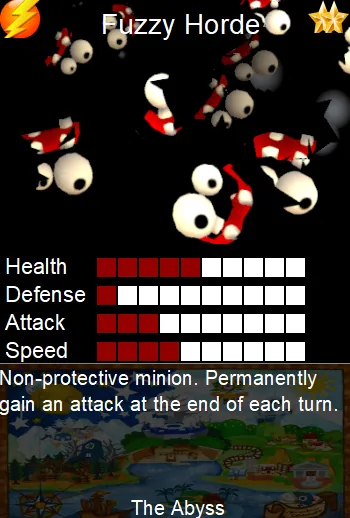 Fuzzy Horde
Health
Defense
Attack
Speed
Non-protective minion. Permanently
gain an attack at the end of each turn.
The Abyss